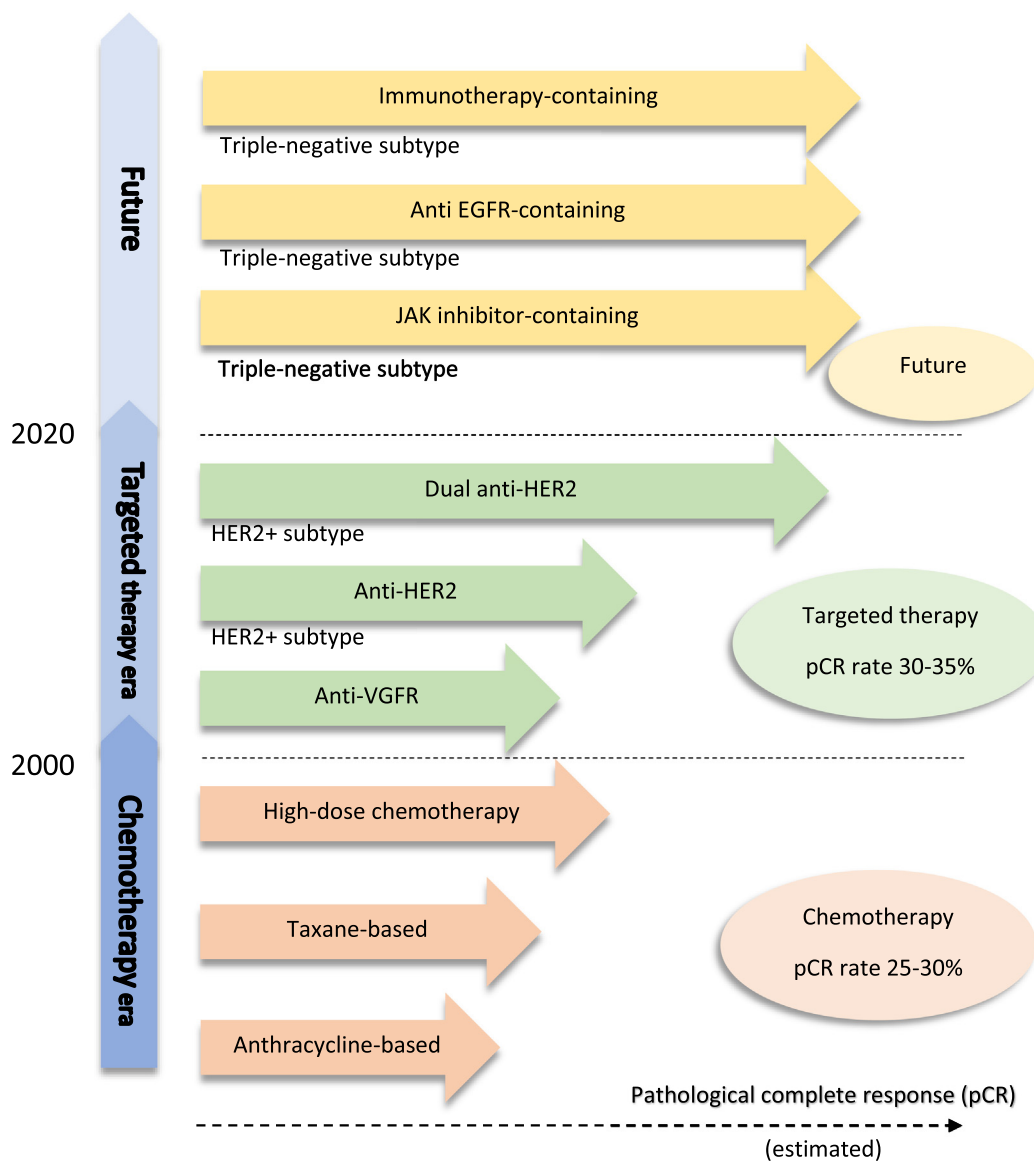 Future
Immunotherapy-containing
Triple-negative subtype
Anti EGFR-containing
Triple-negative subtype
JAK inhibitor-containing
Triple-negative subtype
Future
2020
Targeted therapy era
Dual anti-HER2
HER2+ subtype
Anti-HER2
HER2+ subtype
Anti-VGFR
Targeted therapy
pCR rate 30-35%
2000
Chemotherapy era
High-dose chemotherapy
Taxane-based
Anthracycline-based
Chemotherapy
pCR rate 25-30%
Pathological complete response (pCR)
(estimated)